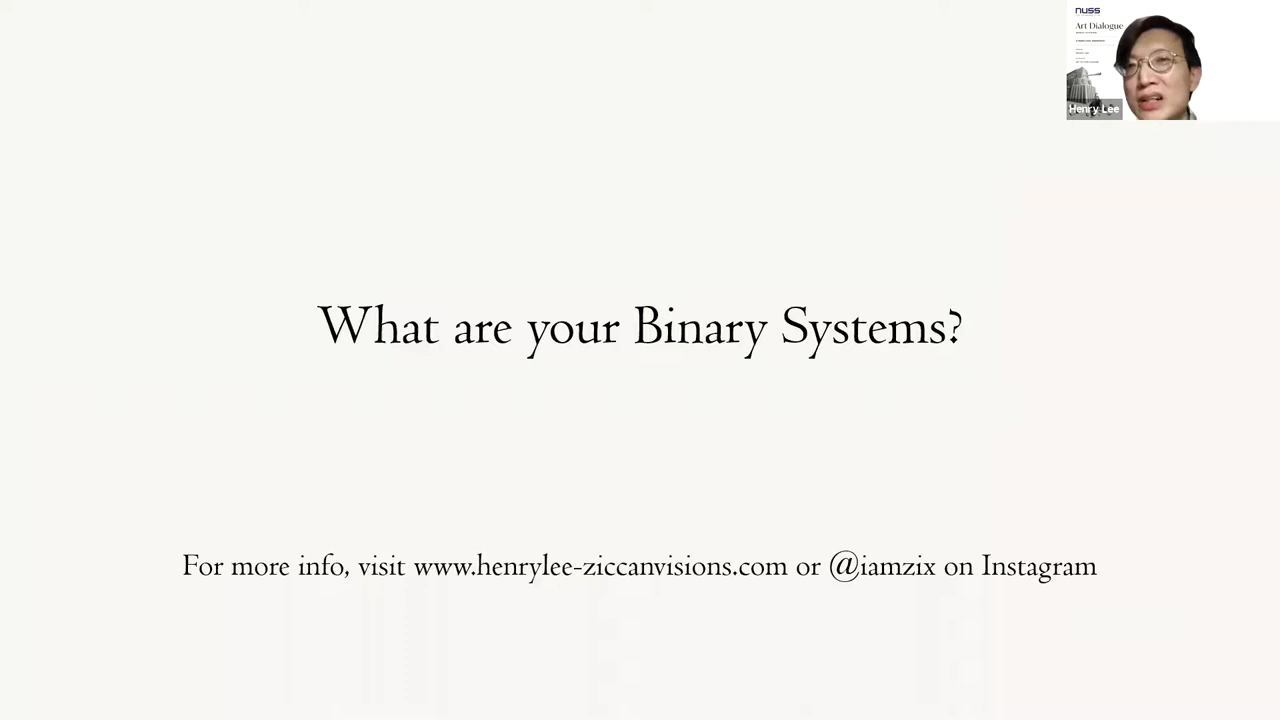 nuss
Art Dialogue
Henry Lee
What are your Binary Systems?
For more info, visit www.henrylee-ziccanvisions.com or @iamzix on Instagram